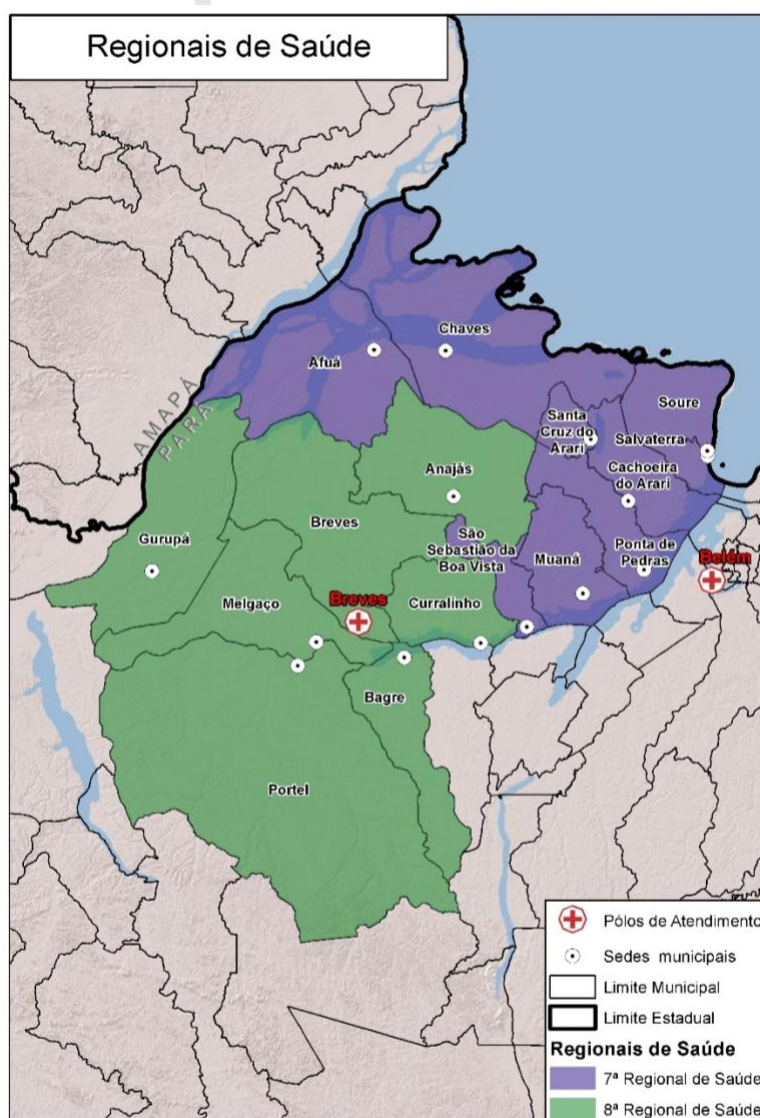 Regionais de Saúde
Chaves
Afuá
AMAPÁ
PARÁ
Soure
Santa
Cruz do
Arari
Salvaterra
Cachoeira
do Arari
Anajás
Breves
São
Sebastião da
Boa Vista
Muaná
Ponta de
Pedras
Belém
Gurupá
Melgaço
Breves
Curralinho
Bagre
Portel
Pólos de Atendimento
Sedes municipais
Limite Municipal
Limite Estadual
Regionais de Saúde
7ª Regional de Saúde
8ª Regional de Saúde